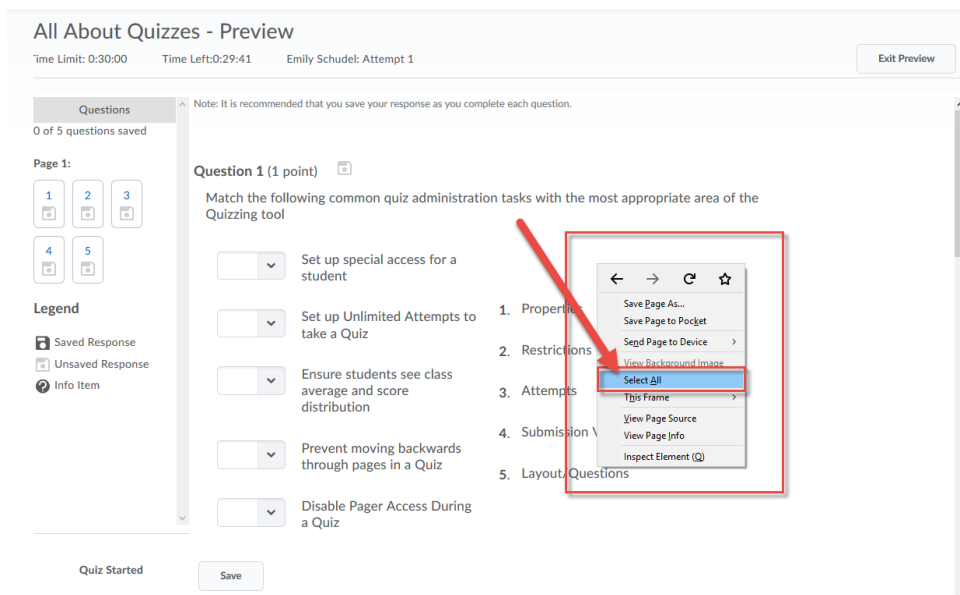 All About Quizzes - Preview
ime Limit: 0:30:00 Time Left:0:29:41 Emily Schudel: Attempt 1
Exit Preview
Questions
0 of 5 questions saved
Page 1:
1 2 3
4 5
Legend
Saved Response
Unsaved Response
Info Item
Quiz Started
Note: It is recommended that you save your response as you complete each question.
Question 1 (1 point)
Match the following common quiz administration tasks with the most appropriate area of the
Quizzing tool
Set up special access for a
student
Set up Unlimited Attempts to
take a Quiz
Ensure students see class
average and score
distribution
Prevent moving backwards
through pages in a Quiz
Disable Pager Access During
a Quiz
1. Properties
2. Restrictions
3. Attempts
4. Submission V
5. Layout/Questions
Save Page As...
Save Page to Pocket
Send Page to Device
View Background Image
Select All
This Frame
View Page Source
View Page Info
Inspect Element (Q)
Save